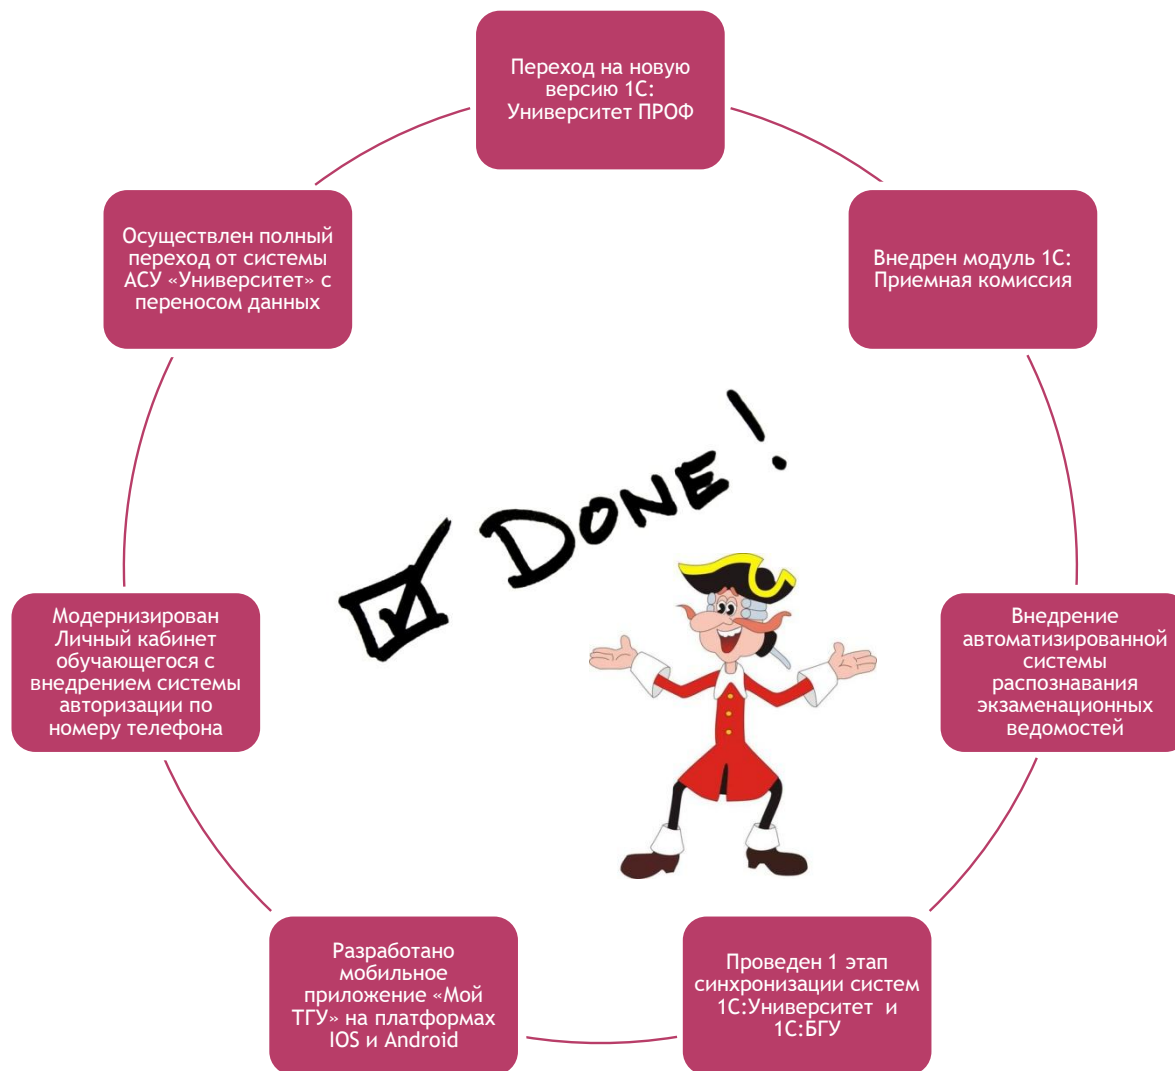 Переход на новую
версию 1С:
Университет ПРОФ
Внедрен модуль 1С:
Приемная комиссия
Внедрение
автоматизированной
системы
распознавания
экзаменационных
ведомостей
Проведен 1 этап
синхронизации систем
1С:Университет и
1С:БГУ
Разработано
мобильное
приложение «Мой
ТГУ» на платформах
IOS и Android
Модернизирован
Личный кабинет
обучающегося с
внедрением системы
авторизации по
номеру телефона
Осуществлен полный
переход от системы
АСУ «Университет» с
переносом данных
DONE!